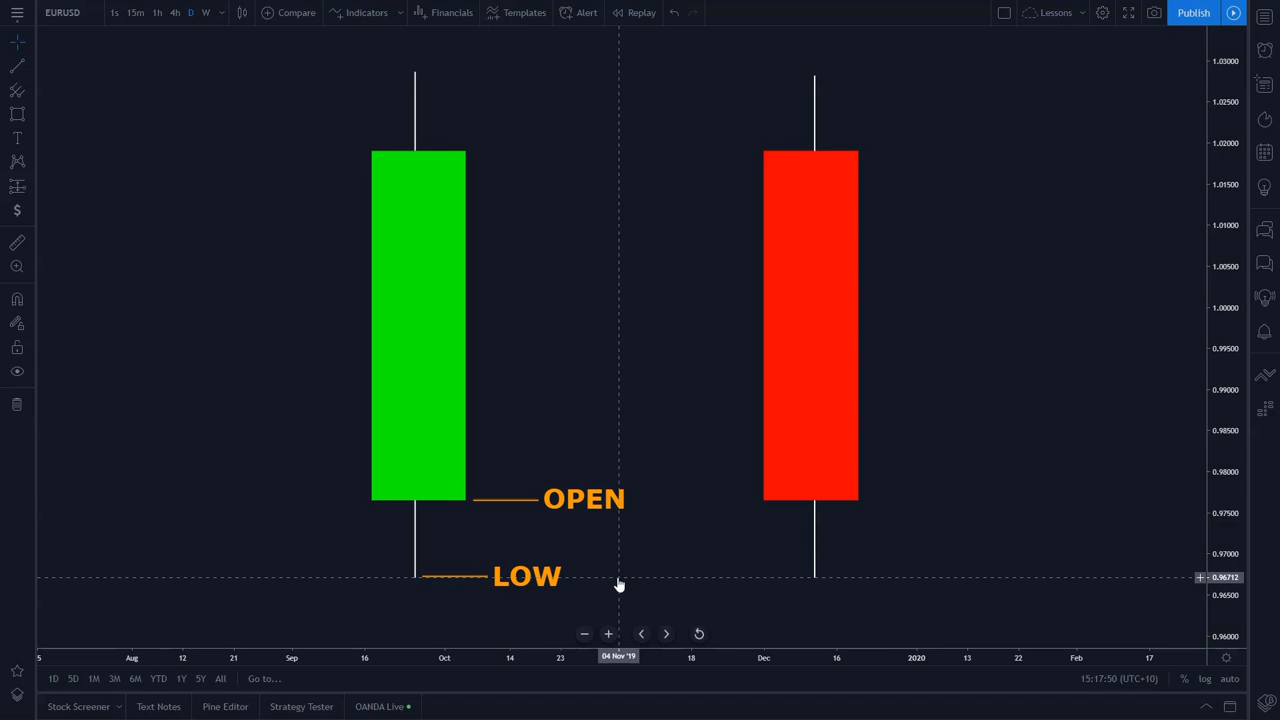 EURUSD 1s 15m 1h 4h D W Compare Indicators Financials Templates Alert Replay Lessons Publish
1.03000
1.02500
1.02000
1.01500
1.01000
1.00500
1.00000
0.99500
0.99000
0.98500
0.98000
OPEN
0.97500
0.97000
LOW
0.96712
0.96500
0.96000
5 Aug 12 21 Sep 16 Oct 14 23 04 Nov '19 18 Dec 16 2020 13 22 Feb 17
1D 5D 1M 3M 6M YTD 1Y 5Y All Go to... 15:17:50 (UTC+10) % log auto
Stock Screener Text Notes Pine Editor Strategy Tester OANDA Live